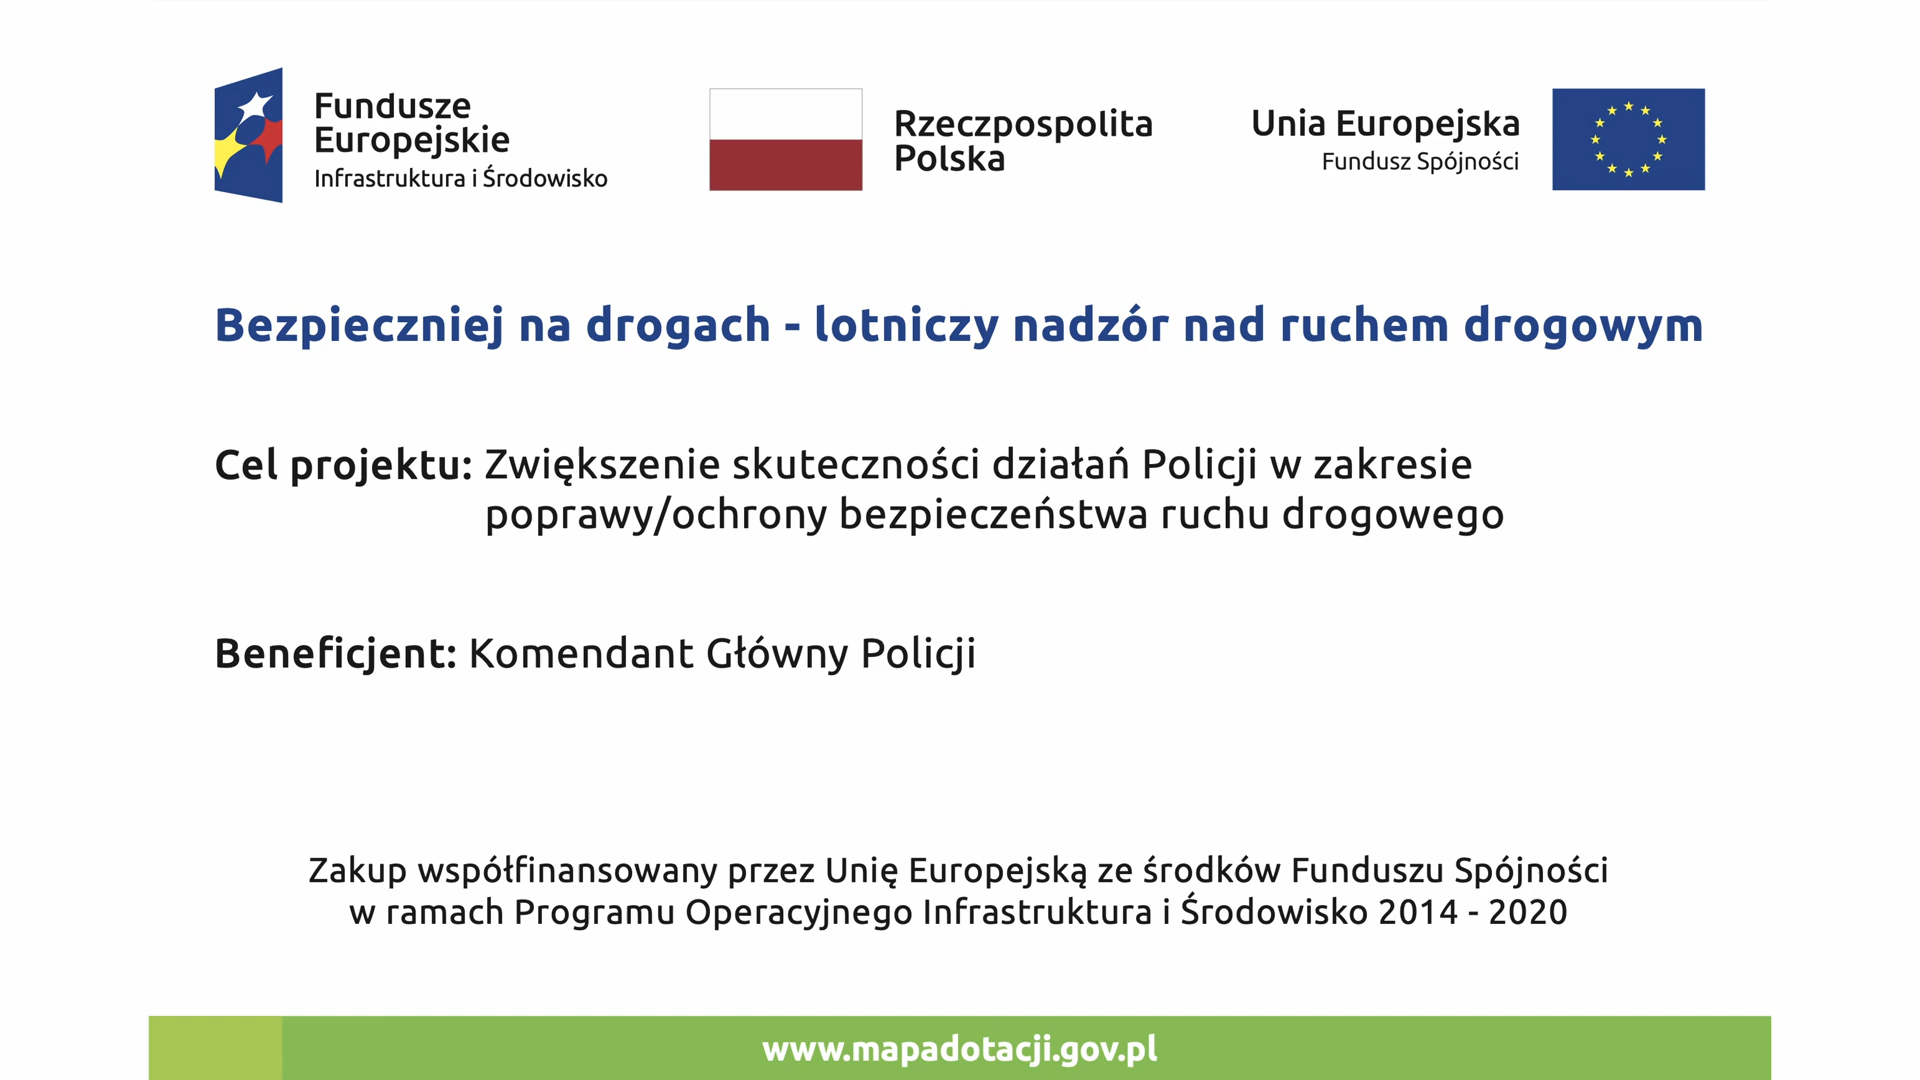 Fundusze
Europejskie
Infrastruktura i Środowisko
Rzeczpospolita
Polska
Unia Europejska
Fundusz Spójności
Bezpieczniej na drogach - lotniczy nadzór nad ruchem drogowym
Cel projektu: Zwiększenie skuteczności działań Policji w zakresie
poprawy/ochrony bezpieczeństwa ruchu drogowego
Beneficjent: Komendant Główny Policji
Zakup współfinansowany przez Unię Europejską ze środków Funduszu Spójności
w ramach Programu Operacyjnego Infrastruktura i Środowisko 2014 - 2020
www.mapadotacji.gov.pl